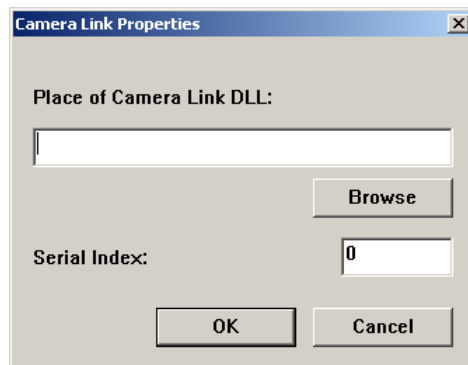 Camera Link Properties
Place of Camera Link DLL:
Browse
Serial Index:
0
OK
Cancel